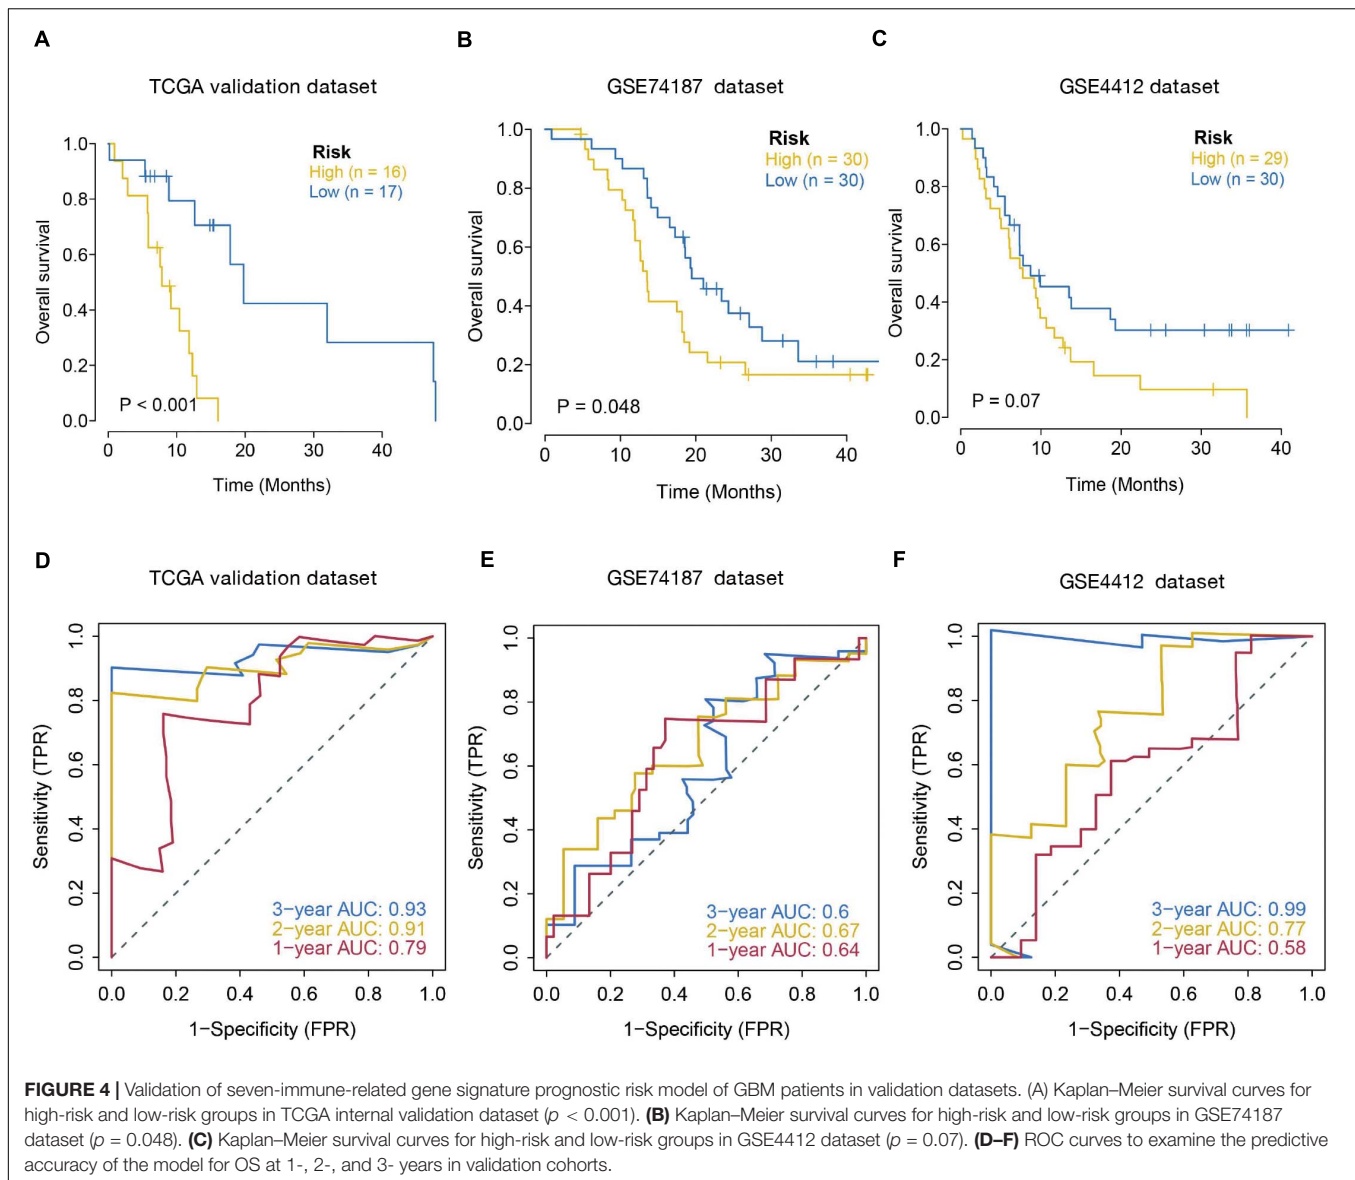 A
B
C
TCGA validation dataset
GSE74187 dataset
GSE4412 dataset
Overall survival
1.0
0.8
0.6
0.4
0.2
0.0
Risk
High (n = 16)
Low (n = 17)
P < 0.001
0 10 20 30 40
Time (Months)
Overall survival
1.0
0.8
0.6
0.4
0.2
0.0
Risk
High (n = 30)
Low (n = 30)
P = 0.048
0 10 20 30 40
Time (Months)
Overall survival
1.0
0.8
0.6
0.4
0.2
0.0
Risk
High (n = 29)
Low (n = 30)
P = 0.07
0 10 20 30 40
Time (Months)
D
E
F
TCGA validation dataset
GSE74187 dataset
GSE4412 dataset
Sensitivity (TPR)
1.0
0.8
0.6
0.4
0.2
0.0
3−year AUC: 0.93
2−year AUC: 0.91
1−year AUC: 0.79
0.0 0.2 0.4 0.6 0.8 1.0
1−Specificity (FPR)
Sensitivity (TPR)
1.0
0.8
0.6
0.4
0.2
0.0
3−year AUC: 0.6
2−year AUC: 0.67
1−year AUC: 0.64
0.0 0.2 0.4 0.6 0.8 1.0
1−Specificity (FPR)
Sensitivity (TPR)
1.0
0.8
0.6
0.4
0.2
0.0
3−year AUC: 0.99
2−year AUC: 0.77
1−year AUC: 0.58
0.0 0.2 0.4 0.6 0.8 1.0
1−Specificity (FPR)
FIGURE 4 | Validation of seven-immune-related gene signature prognostic risk model of GBM patients in validation datasets. (A) Kaplan–Meier survival curves for
high-risk and low-risk groups in TCGA internal validation dataset (p < 0.001). (B) Kaplan–Meier survival curves for high-risk and low-risk groups in GSE74187
dataset (p = 0.048). (C) Kaplan–Meier survival curves for high-risk and low-risk groups in GSE4412 dataset (p = 0.07). (D–F) ROC curves to examine the predictive
accuracy of the model for OS at 1-, 2-, and 3- years in validation cohorts.